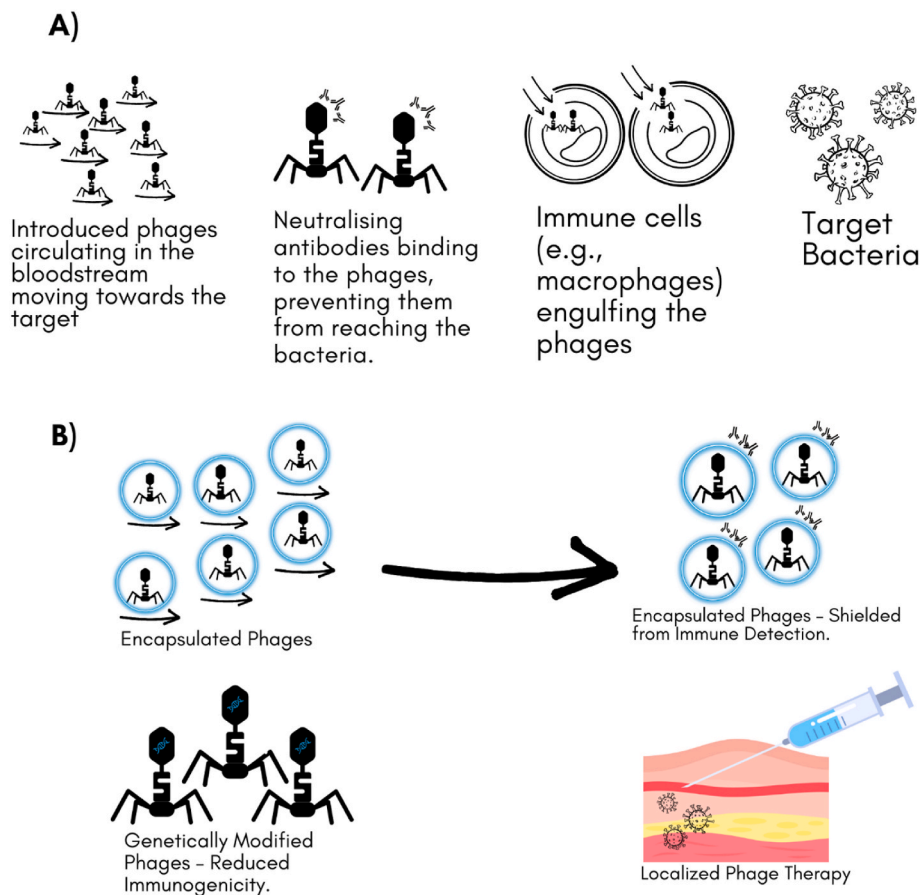 A)
Introduced phages
circulating in the
bloodstream
moving towards the
target
Neutralising
antibodies binding
to the phages,
preventing them
from reaching the
bacteria.
Immune cells
(e.g.,
macrophages)
engulfing the
phages
Target
Bacteria
B)
Encapsulated Phages
Encapsulated Phages - Shielded
from Immune Detection.
Genetically Modified
Phages - Reduced
Immunogenicity.
Localized Phage Therapy